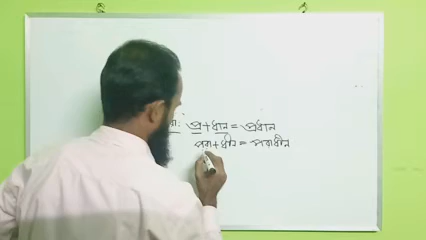 প্র + ধান = প্রধান
পরা + ধীন = পরাধীন